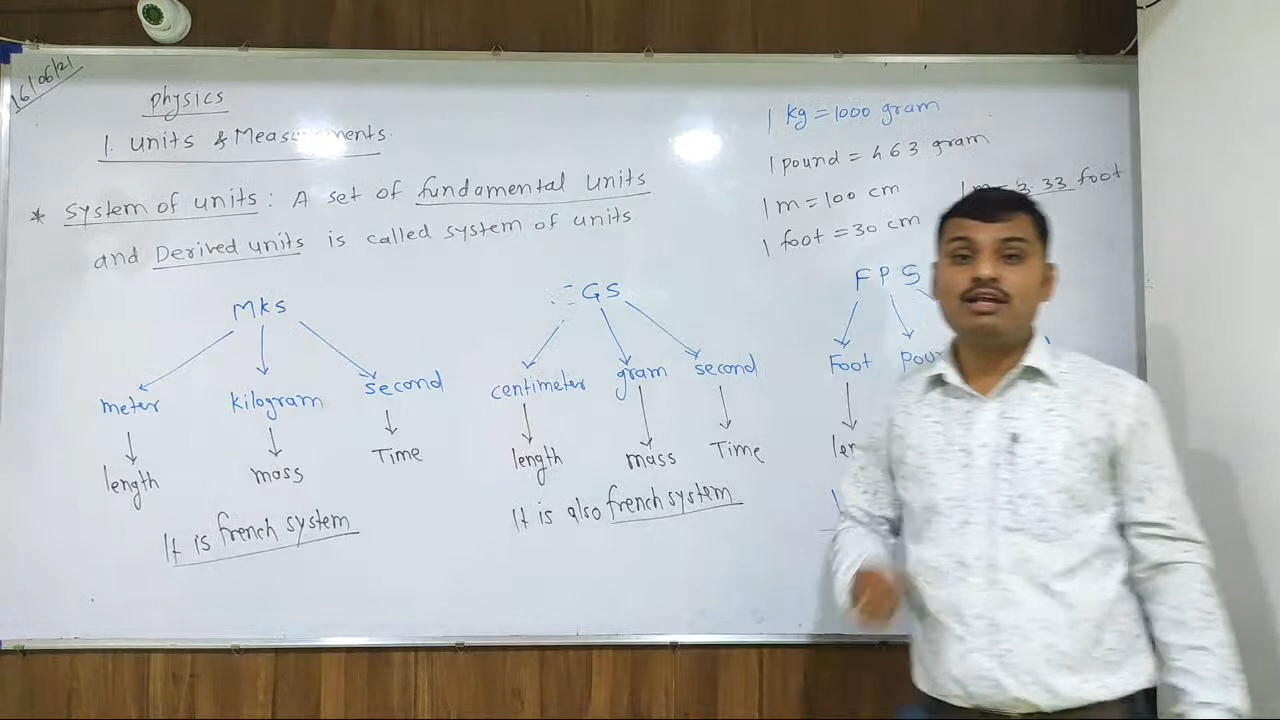 16/06/21
Physics
1. Units & Measurements.
* System of units : A set of fundamental units
and Derived units is called system of units
1 kg = 1000 gram
1 pound = 463 gram
1 m = 100 cm
1 m = 3.33 foot
1 foot = 30 cm
MKS
meter kilogram second
length mass Time
It is french system
CGS
centimeter gram second
length mass Time
It is also french system
FPS
Foot